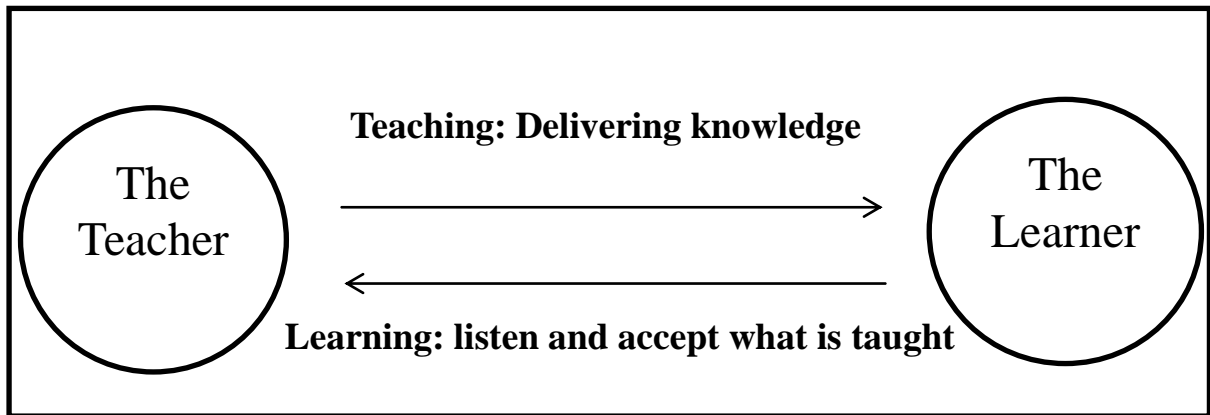 Teaching: Delivering knowledge
The
Teacher
The
Learner
Learning: listen and accept what is taught